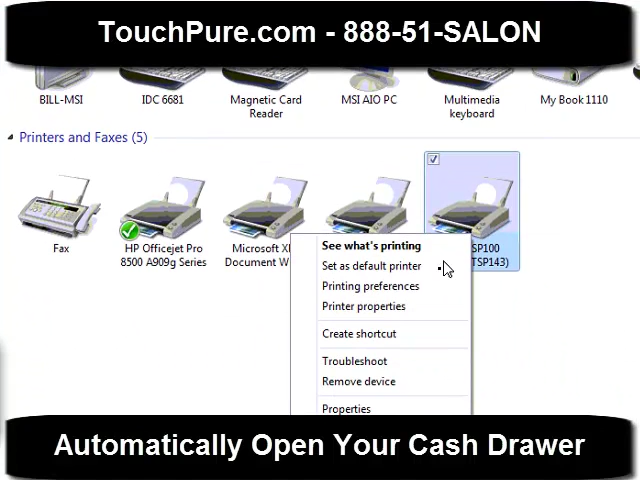 TouchPure.com - 888-51-SALON
BILL-MSI
IDC 6681
Magnetic Card
Reader
MSI AIO PC
Multimedia
keyboard
My Book 1110
Printers and Faxes (5)
Fax
HP Officejet Pro
8500 A909g Series
Microsoft
Document
SP100
TSP143)
See what's printing
Set as default printer
Printing preferences
Printer properties
Create shortcut
Troubleshoot
Remove device
Properties
Automatically Open Your Cash Drawer